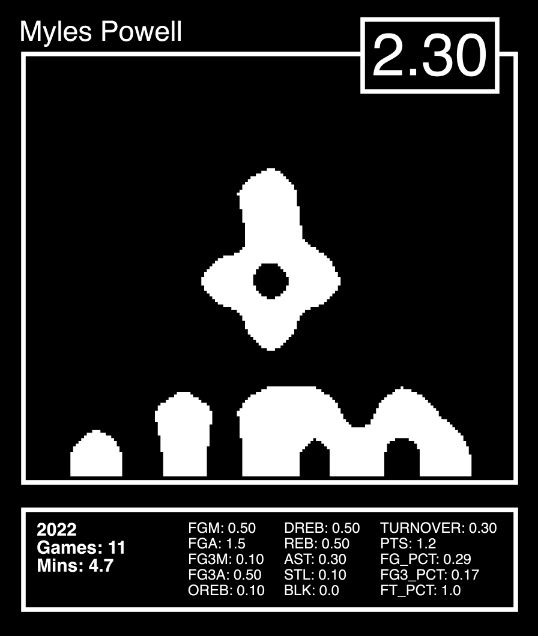 Myles Powell
2.30
2022
Games: 11
Mins: 4.7
FGM: 0.50
FGA: 1.5
FG3M: 0.10
FG3A: 0.50
OREB: 0.10
DREB: 0.50
REB: 0.50
AST: 0.30
STL: 0.10
BLK: 0.0
TURNOVER: 0.30
PTS: 1.2
FG_PCT: 0.29
FG3_PCT: 0.17
FT_PCT: 1.0